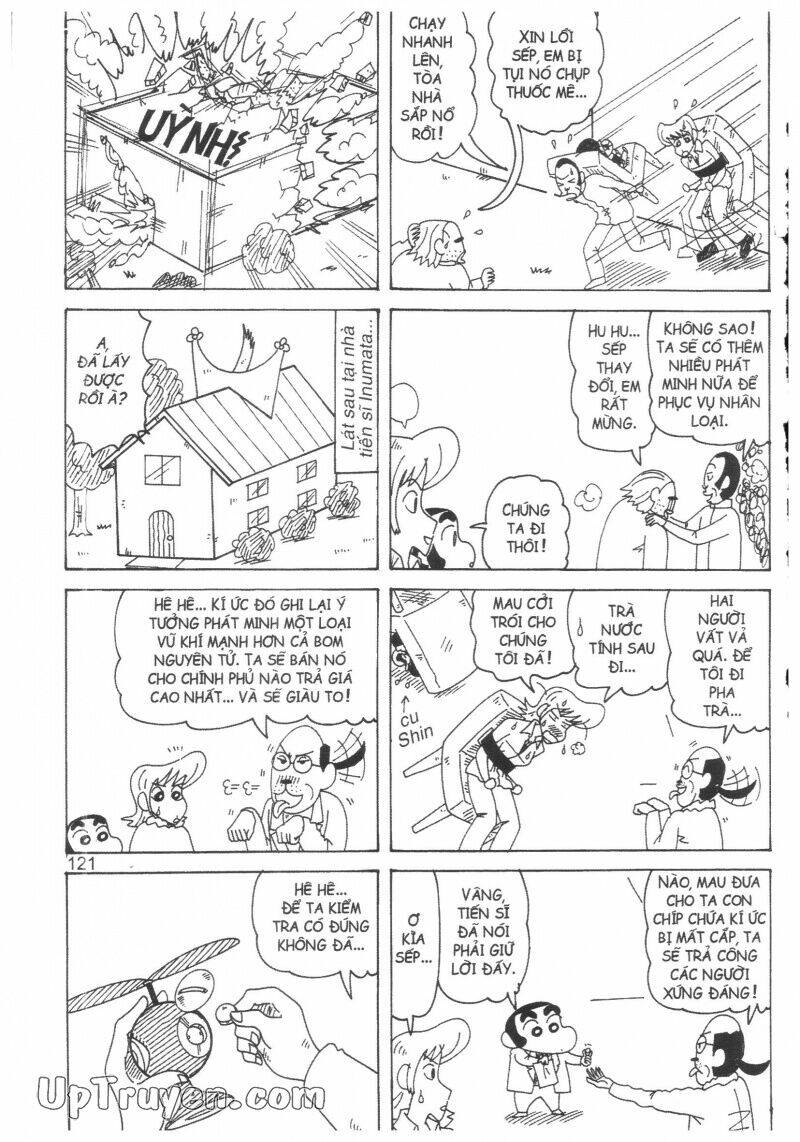 XIN LỖI
SẾP, EM BỊ
TỤI NÓ CHỤP
THUỐC MÊ...
CHẠY
NHANH
LÊN,
TÒA
NHÀ
SẮP NỔ
RỒI!
UỲNH!
KHÔNG SAO!
TA SẼ CÓ THÊM
NHIỀU PHÁT
MINH NỮA ĐỂ
PHỤC VỤ NHÂN
LOẠI.
HU HU...
SẾP
THAY
ĐỔI, EM
RẤT
MỪNG.
CHÚNG
TA ĐI
THÔI!
Lát sau tại nhà
tiến sĩ Inumata...
A,
ĐÃ LẤY
ĐƯỢC
RỒI À?
HAI
NGƯỜI
VẤT VẢ
QUÁ. ĐỂ
TÔI ĐI
PHA
TRÀ...
TRÀ
NƯỚC
TÍNH SAU
ĐI...
MAU CỞI
TRÓI CHO
CHÚNG
TÔI ĐÃ!
cu
Shin
HÊ HÊ... KÍ ỨC ĐÓ GHI LẠI Ý
TƯỞNG PHÁT MINH MỘT LOẠI
VŨ KHÍ MẠNH HƠN CẢ BOM
NGUYÊN TỬ. TA SẼ BÁN NÓ
CHO CHÍNH PHỦ NÀO TRẢ GIÁ
CAO NHẤT... VÀ SẼ GIÀU TO!
121
NÀO, MAU ĐƯA
CHO TA CON
CHÍP CHỨA KÍ ỨC
BỊ MẤT CẮP, TA
SẼ TRẢ CÔNG
CÁC NGƯỜI
XỨNG ĐÁNG!
VÂNG,
TIẾN SĨ
ĐÃ NÓI
PHẢI GIỮ
LỜI ĐẤY.
Ơ
KÌA
SẾP...
HÊ HÊ...
ĐỂ TA KIỂM
TRA CÓ ĐÚNG
KHÔNG ĐÃ...
UpTruyen.com